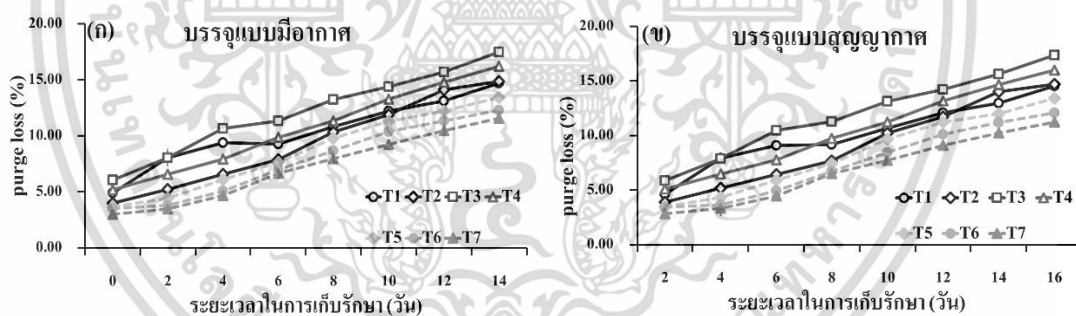 (ก) บรรจุแบบมีอากาศ
purge loss (%)
20.00
15.00
10.00
5.00
0.00
T1 T2 T3 T4
T5 T6 T7
0 2 4 6 8 10 12 14
ระยะเวลาในการเก็บรักษา (วัน)
(ข) บรรจุแบบสุญญากาศ
purge loss (%)
20.00
15.00
10.00
5.00
0.00
T1 T2 T3 T4
T5 T6 T7
2 4 6 8 10 12 14 16
ระยะเวลาในการเก็บรักษา (วัน)